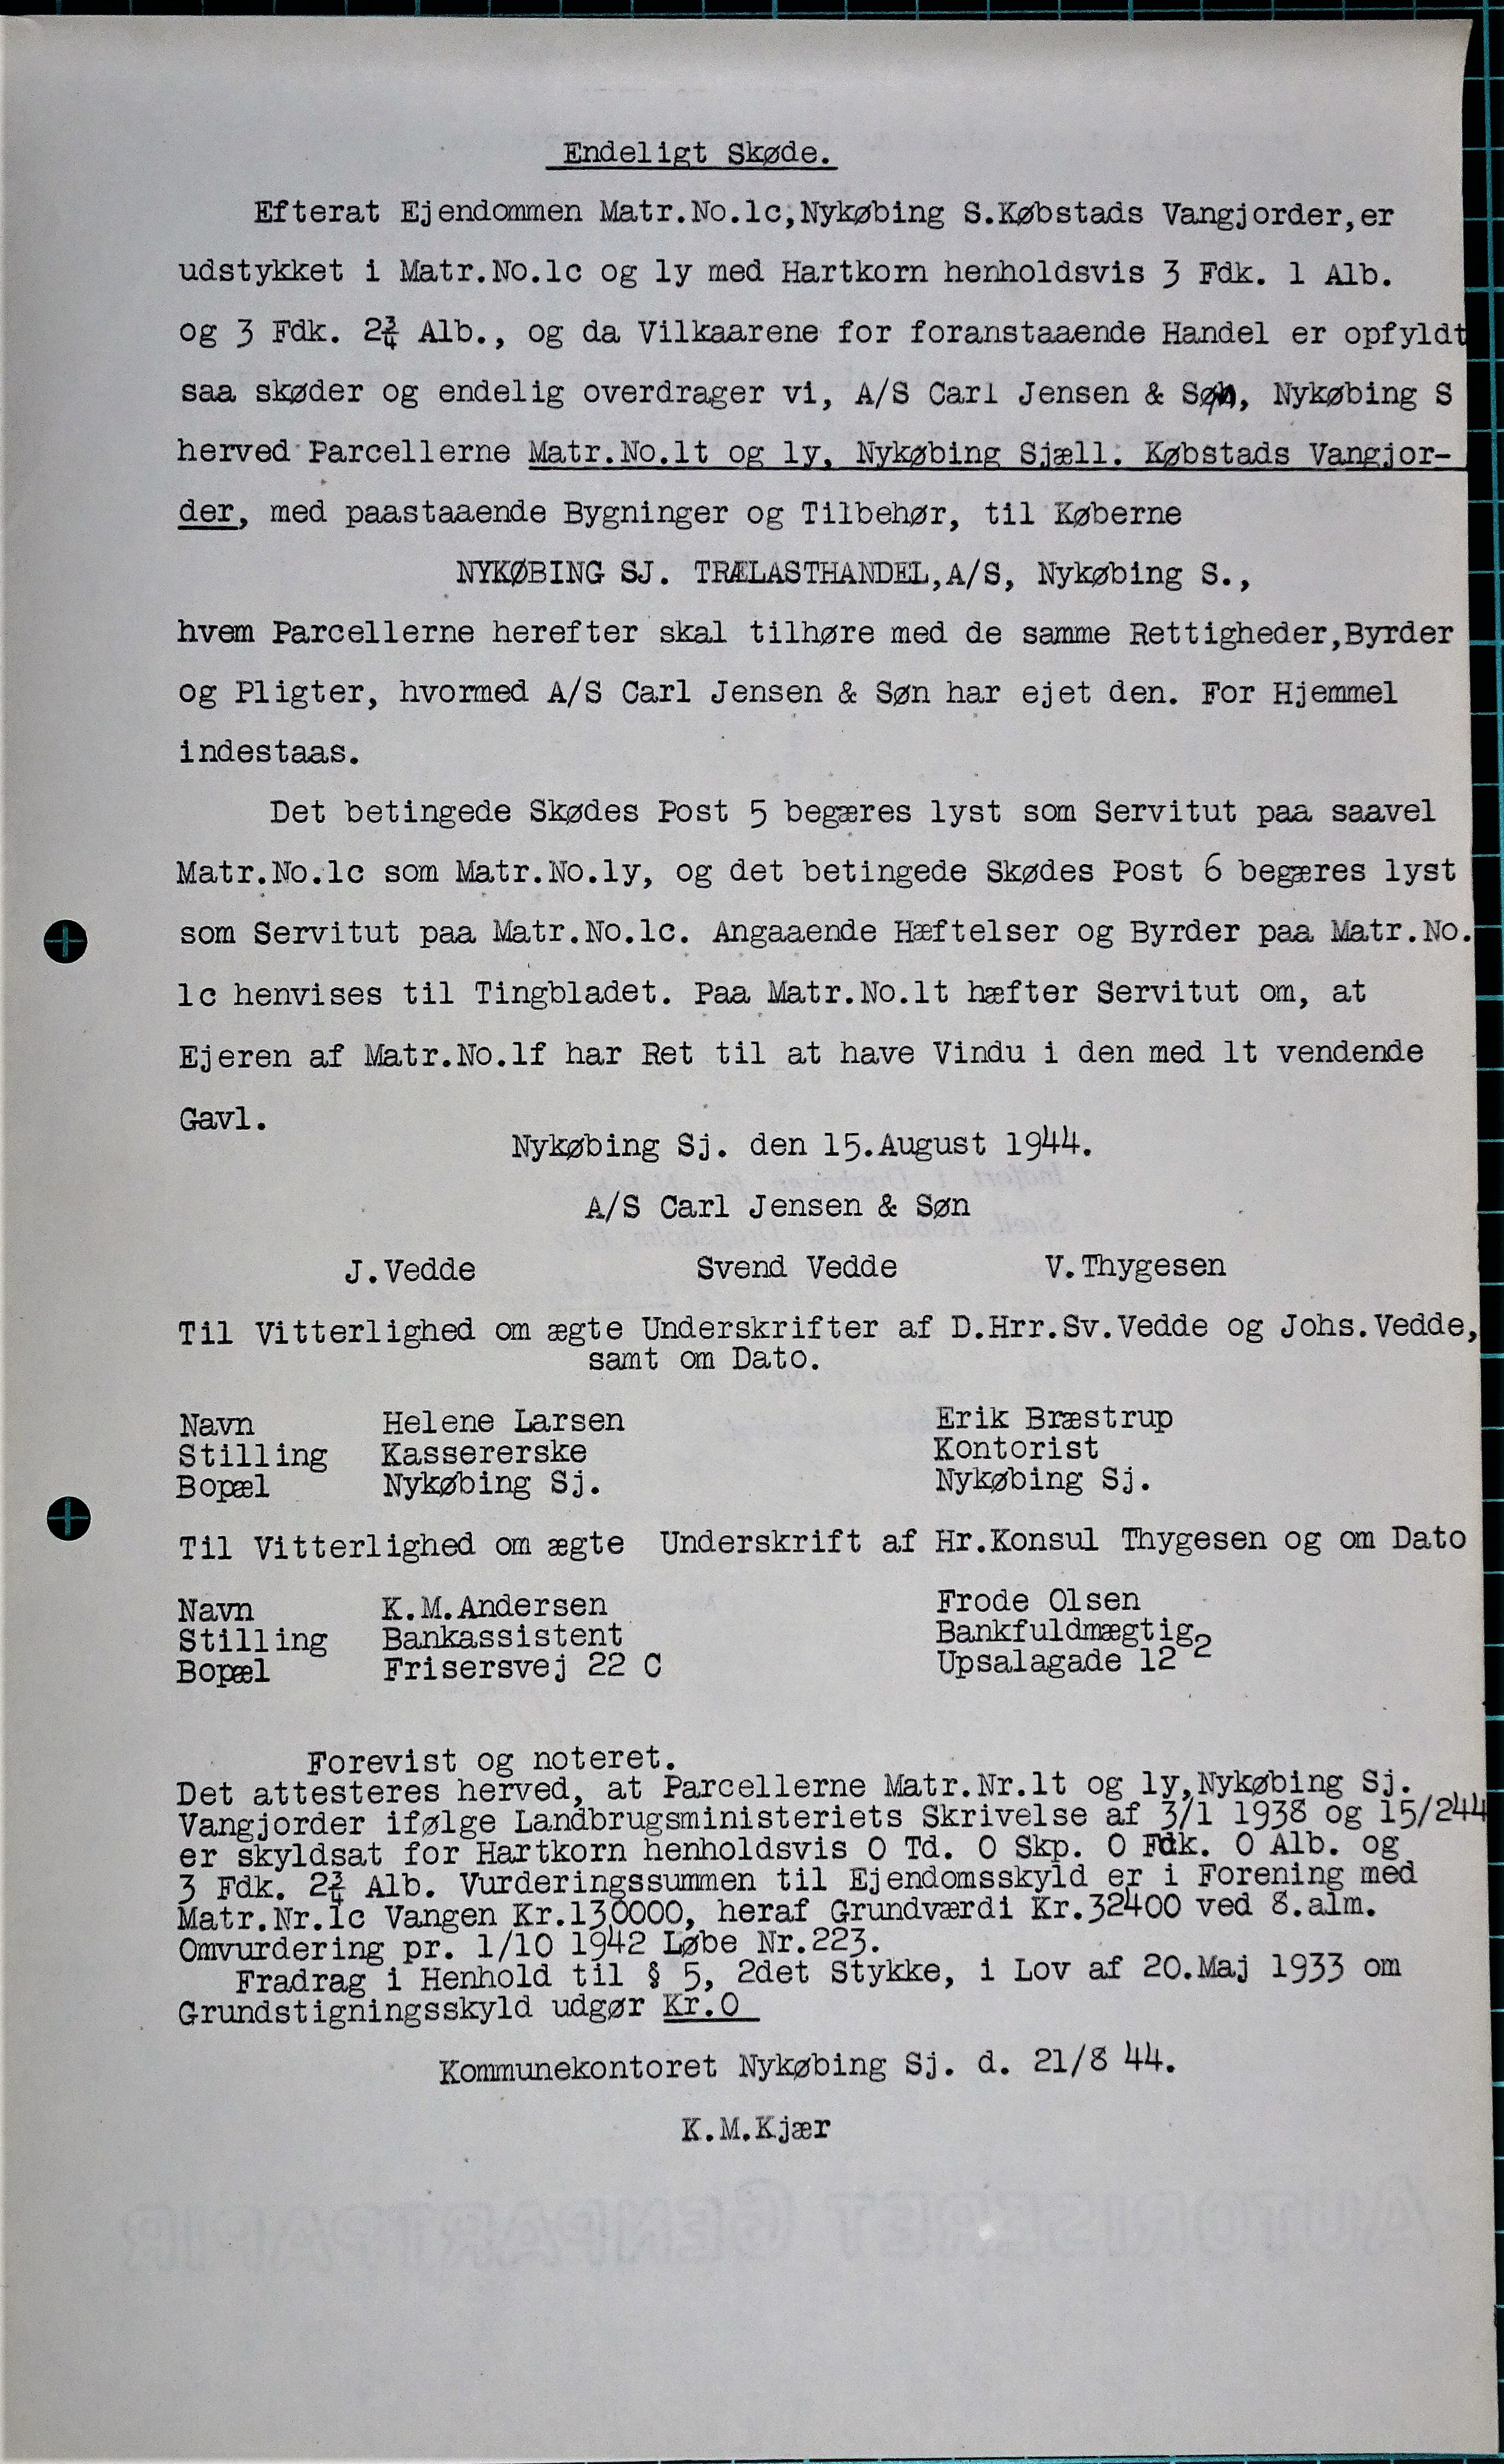 Endeligt Skøde.
Efterat Ejendommen Matr.No.1c,Nykøbing S.Købstads Vangjorder,er
udstykket i Matr.No.1c og 1y med Hartkorn henholdsvis 3 Fdk. 1 Alb.
og 3 Fdk. 2¾ Alb., og da Vilkaarene for foranstaaende Handel er opfyldt
saa skøder og endelig overdrager vi, A/S Carl Jensen & Søn, Nykøbing S
herved Parcellerne Matr.No.1t og 1y, Nykøbing Sjæll. Købstads Vangjor-
der, med paastaaende Bygninger og Tilbehør, til Køberne
NYKØBING SJ. TRÆLASTHANDEL,A/S, Nykøbing S.,
hvem Parcellerne herefter skal tilhøre med de samme Rettigheder,Byrder
og Pligter, hvormed A/S Carl Jensen & Søn har ejet den. For Hjemmel
indestaas.
Det betingede Skødes Post 5 begæres lyst som Servitut paa saavel
Matr.No.1c som Matr.No.1y, og det betingede Skødes Post 6 begæres lyst
som Servitut paa Matr.No.1c. Angaaende Hæftelser og Byrder paa Matr.No.
1c henvises til Tingbladet. Paa Matr.No.1t hæfter Servitut om, at
Ejeren af Matr.No.1f har Ret til at have Vindu i den med 1t vendende
Gavl.
Nykøbing Sj. den 15.August 1944.
A/S Carl Jensen & Søn
J.Vedde Svend Vedde V.Thygesen
Til Vitterlighed om ægte Underskrifter af D.Hrr.Sv.Vedde og Johs.Vedde,
samt om Dato.
Navn Helene Larsen Erik Bræstrup
Stilling Kassererske Kontorist
Bopæl Nykøbing Sj. Nykøbing Sj.
Til Vitterlighed om ægte Underskrift af Hr.Konsul Thygesen og om Dato
Navn K.M.Andersen Frode Olsen
Stilling Bankassistent Bankfuldmægtig
Bopæl Frisersvej 22 C Upsalagade 12 2
Forevist og noteret.
Det attesteres herved, at Parcellerne Matr.Nr.1t og 1y,Nykøbing Sj.
Vangjorder ifølge Landbrugsministeriets Skrivelse af 3/1 1938 og 15/244
er skyldsat for Hartkorn henholdsvis 0 Td. 0 Skp. 0 Fdk. 0 Alb. og
3 Fdk. 2¾ Alb. Vurderingssummen til Ejendomsskyld er i Forening med
Matr.Nr.1c Vangen Kr.130000, heraf Grundværdi Kr.32400 ved 8.alm.
Omvurdering pr. 1/10 1942 Løbe Nr.223.
Fradrag i Henhold til § 5, 2det Stykke, i Lov af 20.Maj 1933 om
Grundstigningsskyld udgør Kr.0
Kommunekontoret Nykøbing Sj. d. 21/8 44.
K.M.Kjær